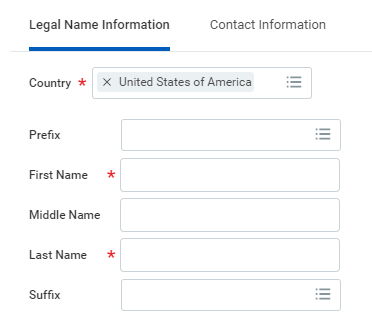 Legal Name Information Contact Information
Country * × United States of America
Prefix
First Name *
Middle Name
Last Name *
Suffix